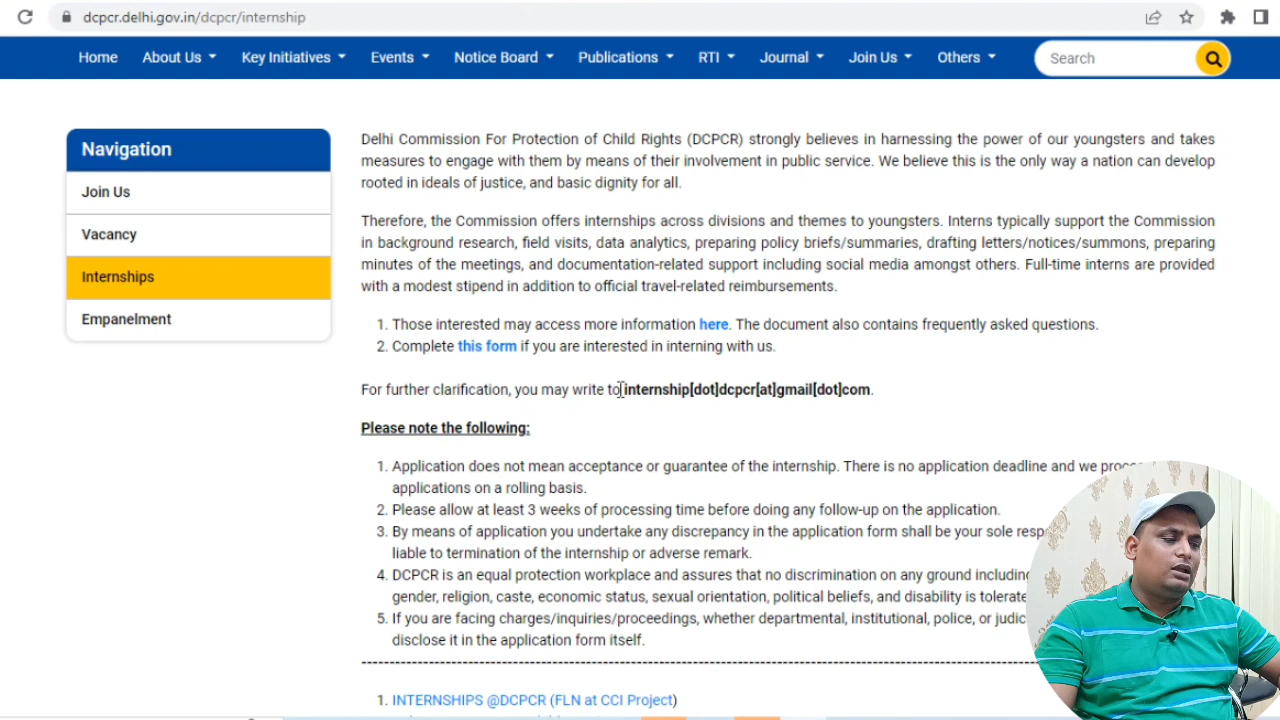 dcpcr.delhi.gov.in/dcpcr/internship
Home About Us Key Initiatives Events Notice Board Publications RTI Journal Join Us Others Search
Navigation
Join Us
Vacancy
Internships
Empanelment
Delhi Commission For Protection of Child Rights (DCPCR) strongly believes in harnessing the power of our youngsters and takes
measures to engage with them by means of their involvement in public service. We believe this is the only way a nation can develop
rooted in ideals of justice, and basic dignity for all.
Therefore, the Commission offers internships across divisions and themes to youngsters. Interns typically support the Commission
in background research, field visits, data analytics, preparing policy briefs/summaries, drafting letters/notices/summons, preparing
minutes of the meetings, and documentation-related support including social media amongst others. Full-time interns are provided
with a modest stipend in addition to official travel-related reimbursements.
1. Those interested may access more information here. The document also contains frequently asked questions.
2. Complete this form if you are interested in interning with us.
For further clarification, you may write to internship[dot]dcpcr[at]gmail[dot]com.
Please note the following:
1. Application does not mean acceptance or guarantee of the internship. There is no application deadline and we
applications on a rolling basis.
2. Please allow at least 3 weeks of processing time before doing any follow-up on the application.
3. By means of application you undertake any discrepancy in the application form shall be your sole
liable to termination of the internship or adverse remark.
4. DCPCR is an equal protection workplace and assures that no discrimination on any ground including
gender, religion, caste, economic status, sexual orientation, political beliefs, and disability is
5. If you are facing charges/inquiries/proceedings, whether departmental, institutional, police, or
disclose it in the application form itself.
1. INTERNSHIPS @DCPCR (FLN at CCI Project)